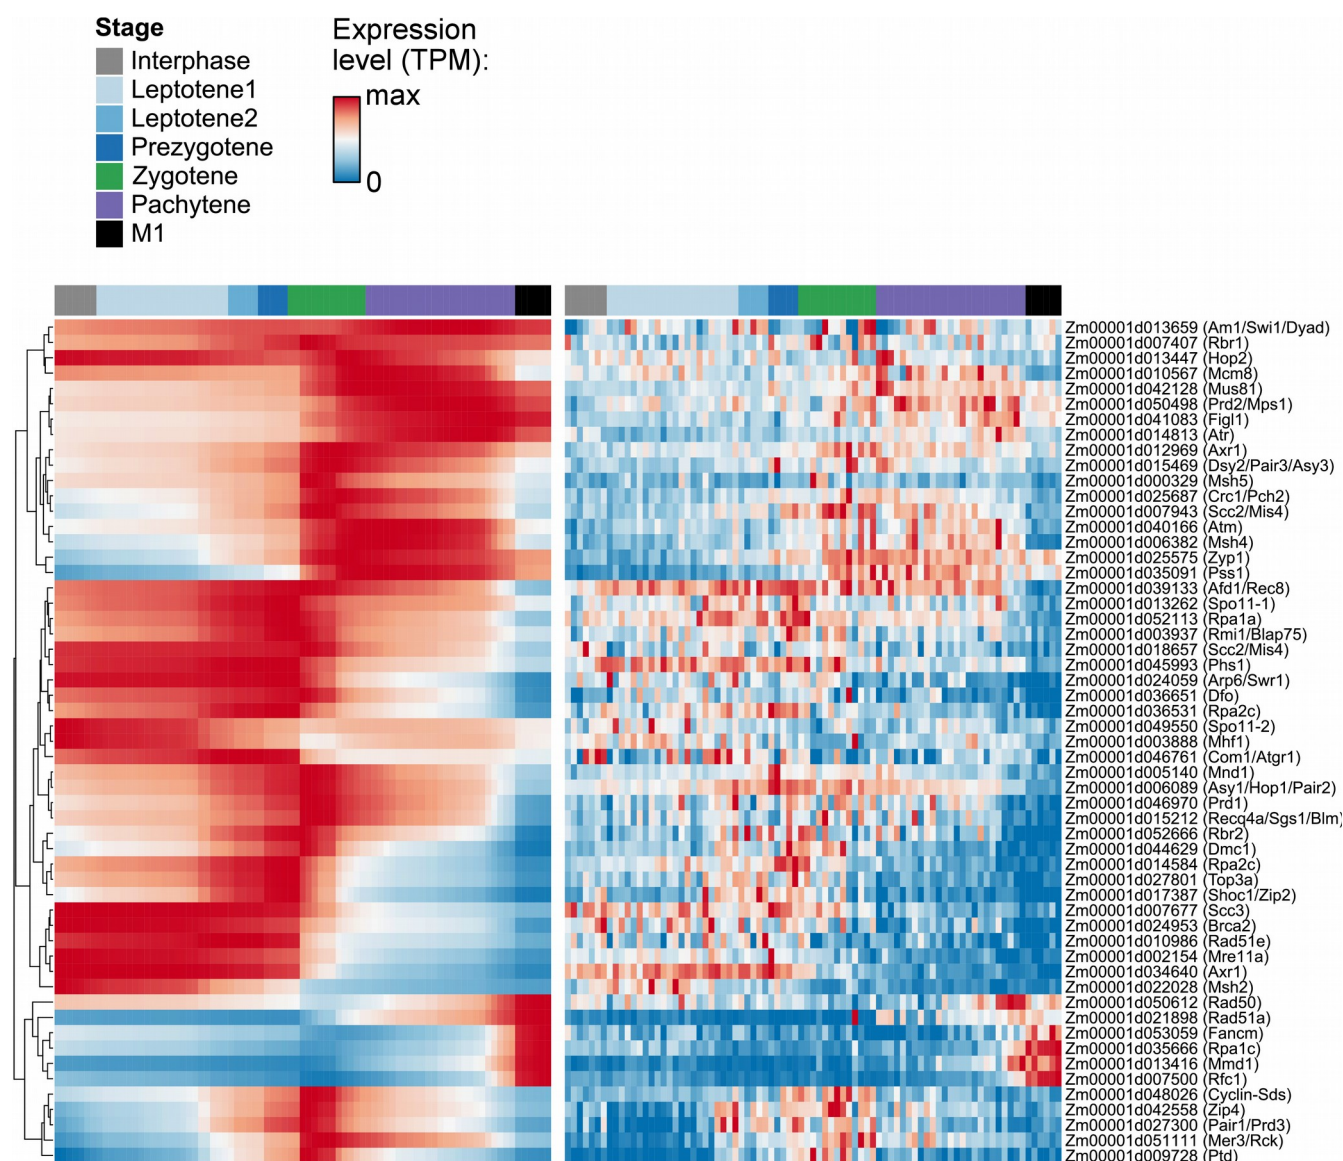 Stage
Interphase
Leptotene1
Leptotene2
Prezygotene
Zygotene
Pachytene
M1
Expression
level (TPM):
max
0
Zm00001d013659 (Am1/Swi1/Dyad)
Zm00001d007407 (Rbr1)
Zm00001d013447 (Hop2)
Zm00001d010567 (Mcm8)
Zm00001d042128 (Mus81)
Zm00001d050498 (Prd2/Mps1)
Zm00001d041083 (Figl1)
Zm00001d014813 (Atr)
Zm00001d012969 (Axr1)
Zm00001d015469 (Dsy2/Pair3/Asy3)
Zm00001d000329 (Msh5)
Zm00001d025687 (Crc1/Pch2)
Zm00001d007943 (Scc2/Mis4)
Zm00001d040166 (Atm)
Zm00001d006382 (Msh4)
Zm00001d025575 (Zyp1)
Zm00001d035091 (Pss1)
Zm00001d039133 (Afd1/Rec8)
Zm00001d013262 (Spo11-1)
Zm00001d052113 (Rpa1a)
Zm00001d003937 (Rmi1/Blap75)
Zm00001d018657 (Scc2/Mis4)
Zm00001d045993 (Phs1)
Zm00001d024059 (Arp6/Swr1)
Zm00001d036651 (Dfo)
Zm00001d036531 (Rpa2c)
Zm00001d049550 (Spo11-2)
Zm00001d003888 (Mhf1)
Zm00001d046761 (Com1/Atgr1)
Zm00001d005140 (Mnd1)
Zm00001d006089 (Asy1/Hop1/Pair2)
Zm00001d046970 (Prd1)
Zm00001d015212 (Recq4a/Sgs1/Blm)
Zm00001d052666 (Rbr2)
Zm00001d044629 (Dmc1)
Zm00001d014584 (Rpa2c)
Zm00001d027801 (Top3a)
Zm00001d017387 (Shoc1/Zip2)
Zm00001d007677 (Scc3)
Zm00001d024953 (Brca2)
Zm00001d010986 (Rad51e)
Zm00001d002154 (Mre11a)
Zm00001d034640 (Axr1)
Zm00001d022028 (Msh2)
Zm00001d050612 (Rad50)
Zm00001d021898 (Rad51a)
Zm00001d053059 (Fancm)
Zm00001d035666 (Rpa1c)
Zm00001d013416 (Mmd1)
Zm00001d007500 (Rfc1)
Zm00001d048026 (Cyclin-Sds)
Zm00001d042558 (Zip4)
Zm00001d027300 (Pair1/Prd3)
Zm00001d051111 (Mer3/Rck)
Zm00001d009728 (Ptd)